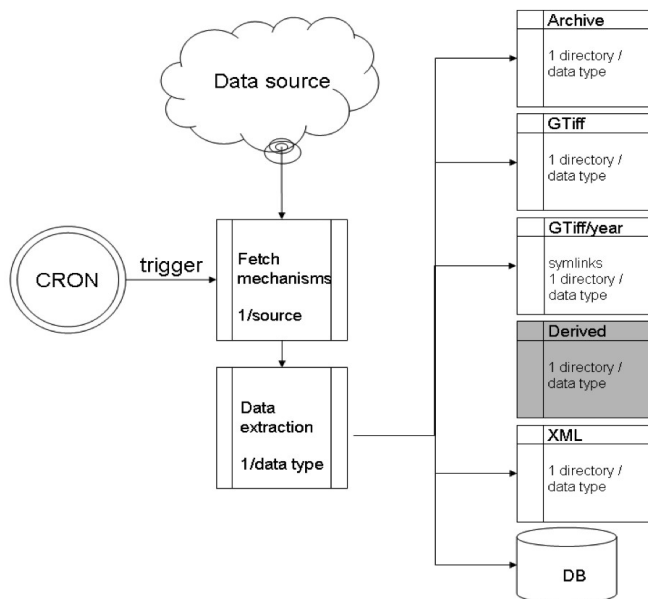 Data source
CRON
trigger
Fetch
mechanisms
1/source
Data
extraction
1/data type
Archive
1 directory /
data type
GTiff
1 directory /
data type
GTiff/year
symlinks
1 directory /
data type
Derived
1 directory /
data type
XML
1 directory /
data type
DB